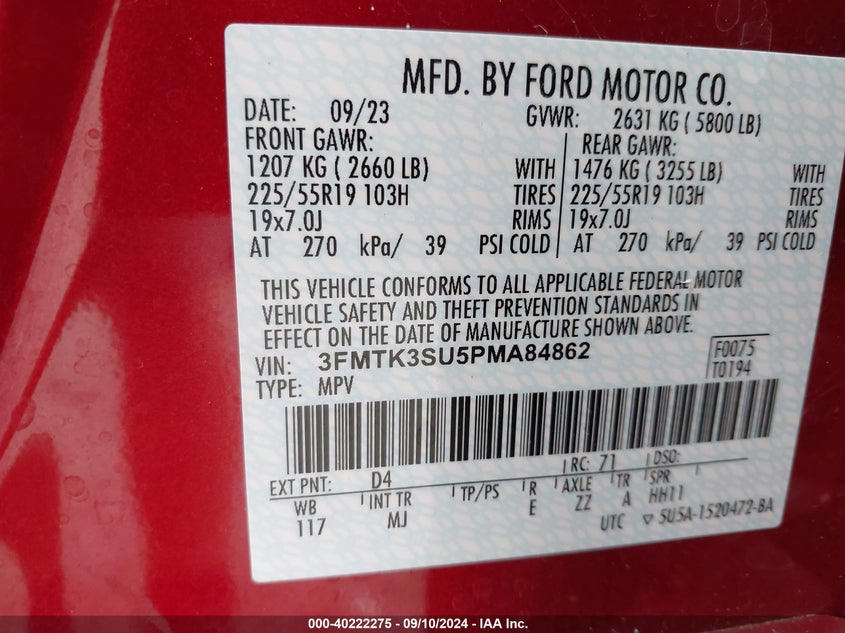 MFD. BY FORD MOTOR CO.
DATE: 09/23 GVWR: 2631 KG ( 5800 LB)
FRONT GAWR: REAR GAWR:
1207 KG ( 2660 LB) WITH 1476 KG ( 3255 LB) WITH
225/55R19 103H TIRES 225/55R19 103H TIRES
19x7.0J RIMS 19x7.0J RIMS
AT 270 kPa/ 39 PSI COLD AT 270 kPa/ 39 PSI COLD
THIS VEHICLE CONFORMS TO ALL APPLICABLE FEDERAL MOTOR
VEHICLE SAFETY AND THEFT PREVENTION STANDARDS IN
EFFECT ON THE DATE OF MANUFACTURE SHOWN ABOVE.
VIN: 3FMTK3SU5PMA84862 F0075
TYPE: MPV T0194
EXT PNT: D4 RC: 71 DSO:
WB INT TR TP/PS R AXLE TR SPR
117 MJ E ZZ A HH11
UTC ▽ SU5A-1520472-BA
000-40222275 - 09/10/2024 - IAA Inc.